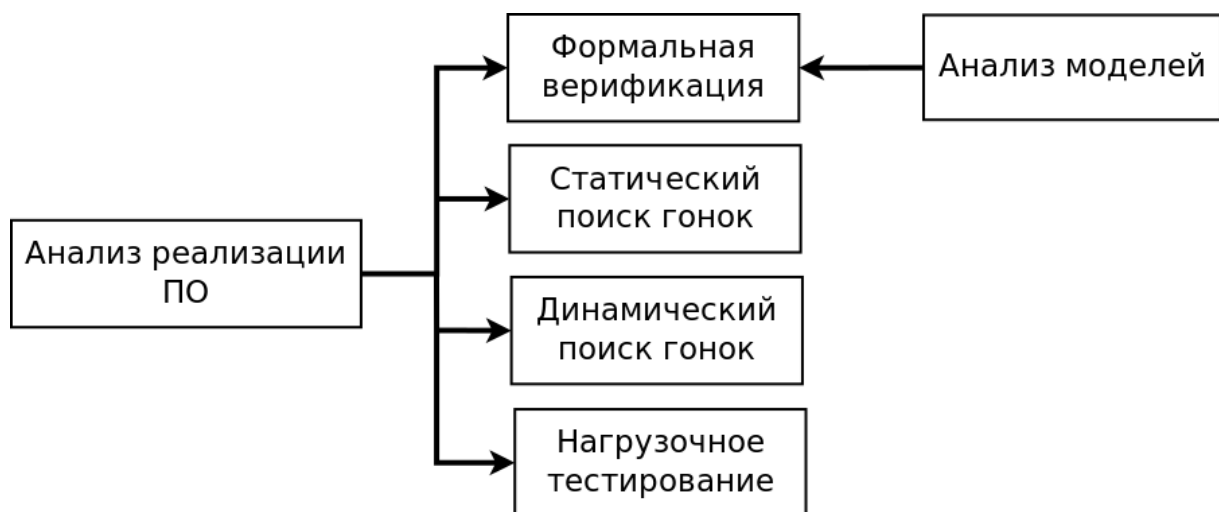 Формальная
верификация
Анализ моделей
Статический
поиск гонок
Анализ реализации
ПО
Динамический
поиск гонок
Нагрузочное
тестирование